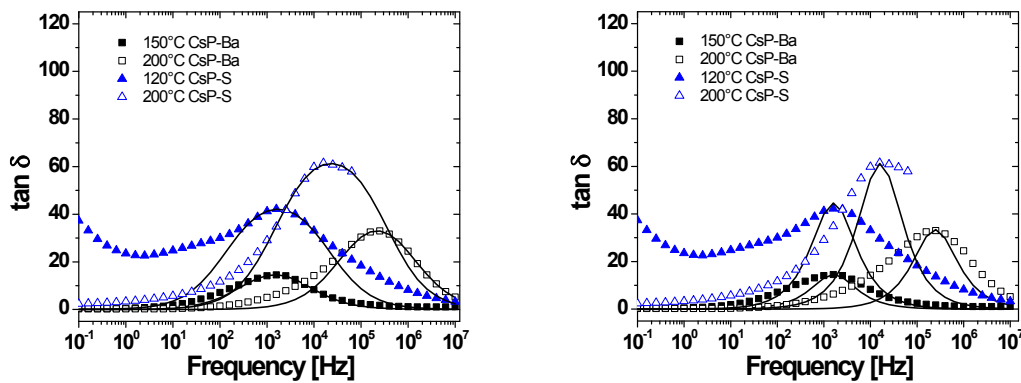 120
100
80
60
40
20
0
tan δ
150°C CsP-Ba
200°C CsP-Ba
120°C CsP-S
200°C CsP-S
10⁻¹ 10⁰ 10¹ 10² 10³ 10⁴ 10⁵ 10⁶ 10⁷
Frequency [Hz]
120
100
80
60
40
20
0
tan δ
150°C CsP-Ba
200°C CsP-Ba
120°C CsP-S
200°C CsP-S
10⁻¹ 10⁰ 10¹ 10² 10³ 10⁴ 10⁵ 10⁶ 10⁷
Frequency [Hz]